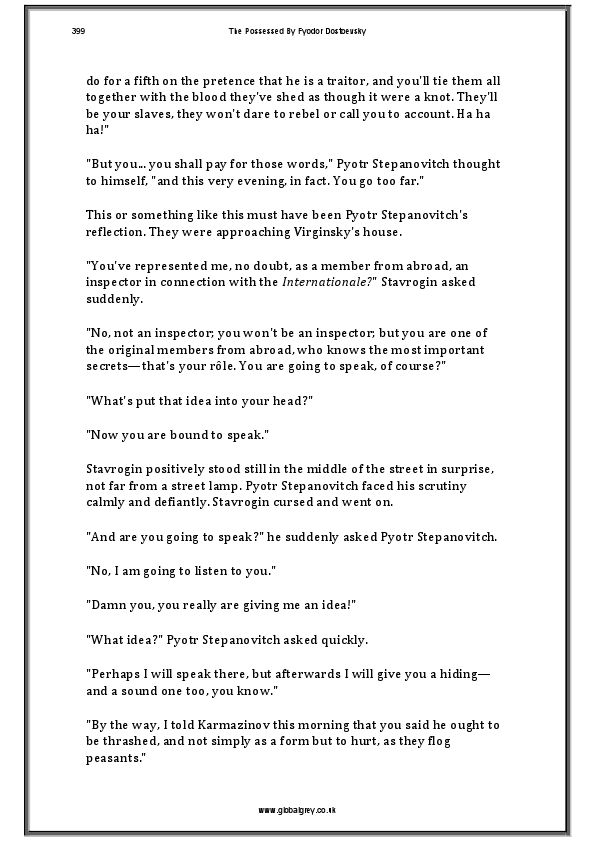 399
The Possessed By Fyodor Dostoevsky
do for a fifth on the pretence that he is a traitor, and you'll tie them all
together with the blood they've shed as though it were a knot. They'll
be your slaves, they won't dare to rebel or call you to account. Ha ha
ha!"
"But you... you shall pay for those words," Pyotr Stepanovitch thought
to himself, "and this very evening, in fact. You go too far."
This or something like this must have been Pyotr Stepanovitch's
reflection. They were approaching Virginsky's house.
"You've represented me, no doubt, as a member from abroad, an
inspector in connection with the Internationale?" Stavrogin asked
suddenly.
"No, not an inspector; you won't be an inspector; but you are one of
the original members from abroad, who knows the most important
secrets—that's your rôle. You are going to speak, of course?"
"What's put that idea into your head?"
"Now you are bound to speak."
Stavrogin positively stood still in the middle of the street in surprise,
not far from a street lamp. Pyotr Stepanovitch faced his scrutiny
calmly and defiantly. Stavrogin cursed and went on.
"And are you going to speak?" he suddenly asked Pyotr Stepanovitch.
"No, I am going to listen to you."
"Damn you, you really are giving me an idea!"
"What idea?" Pyotr Stepanovitch asked quickly.
"Perhaps I will speak there, but afterwards I will give you a hiding—
and a sound one too, you know."
"By the way, I told Karmazinov this morning that you said he ought to
be thrashed, and not simply as a form but to hurt, as they flog
peasants."
www.globalgrey.co.uk